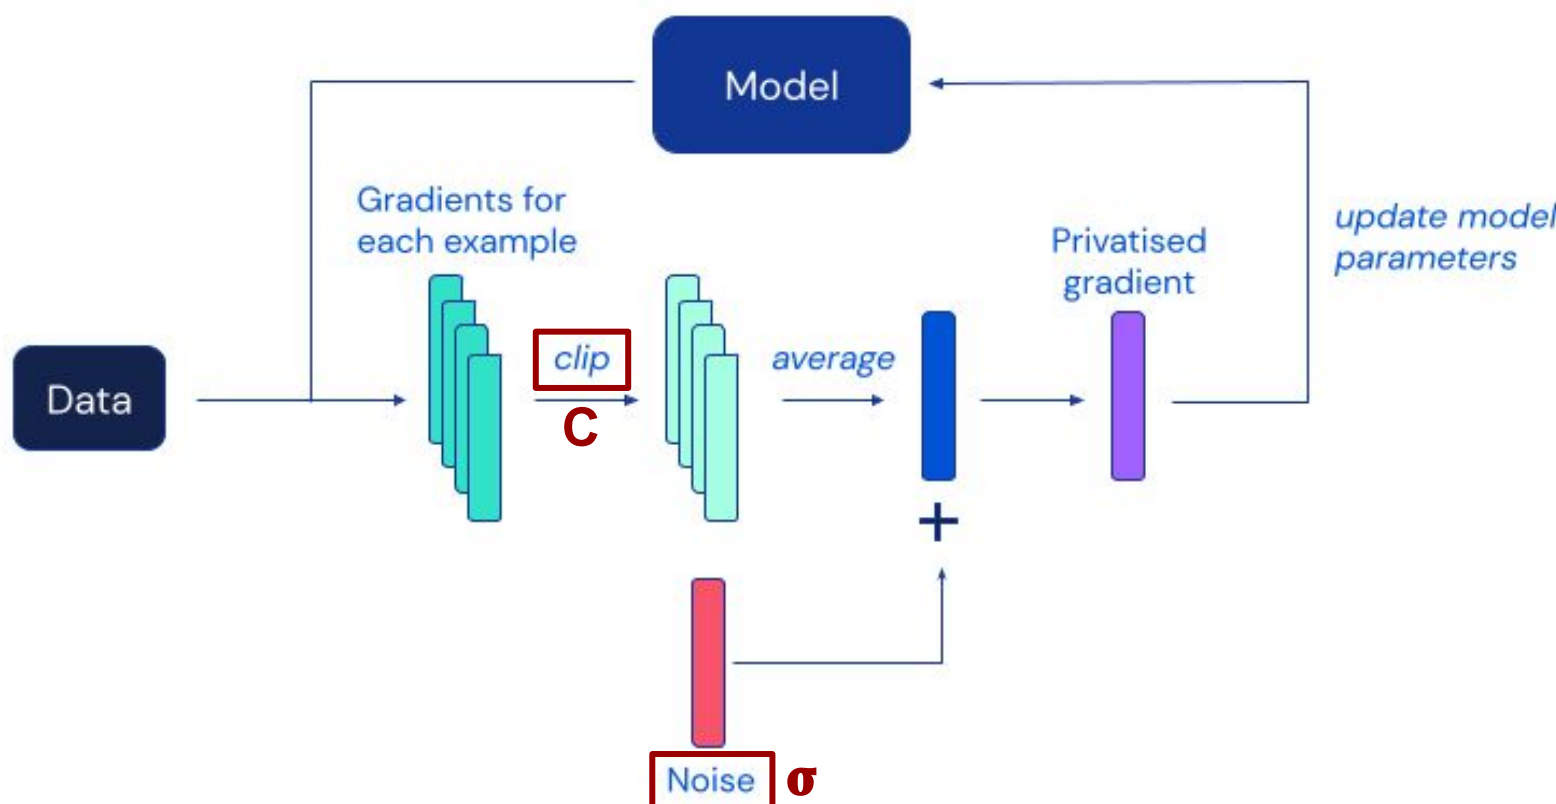 Model
Gradients for
each example
update model
parameters
Privatised
gradient
Data
clip
C
average
+
Noise σ